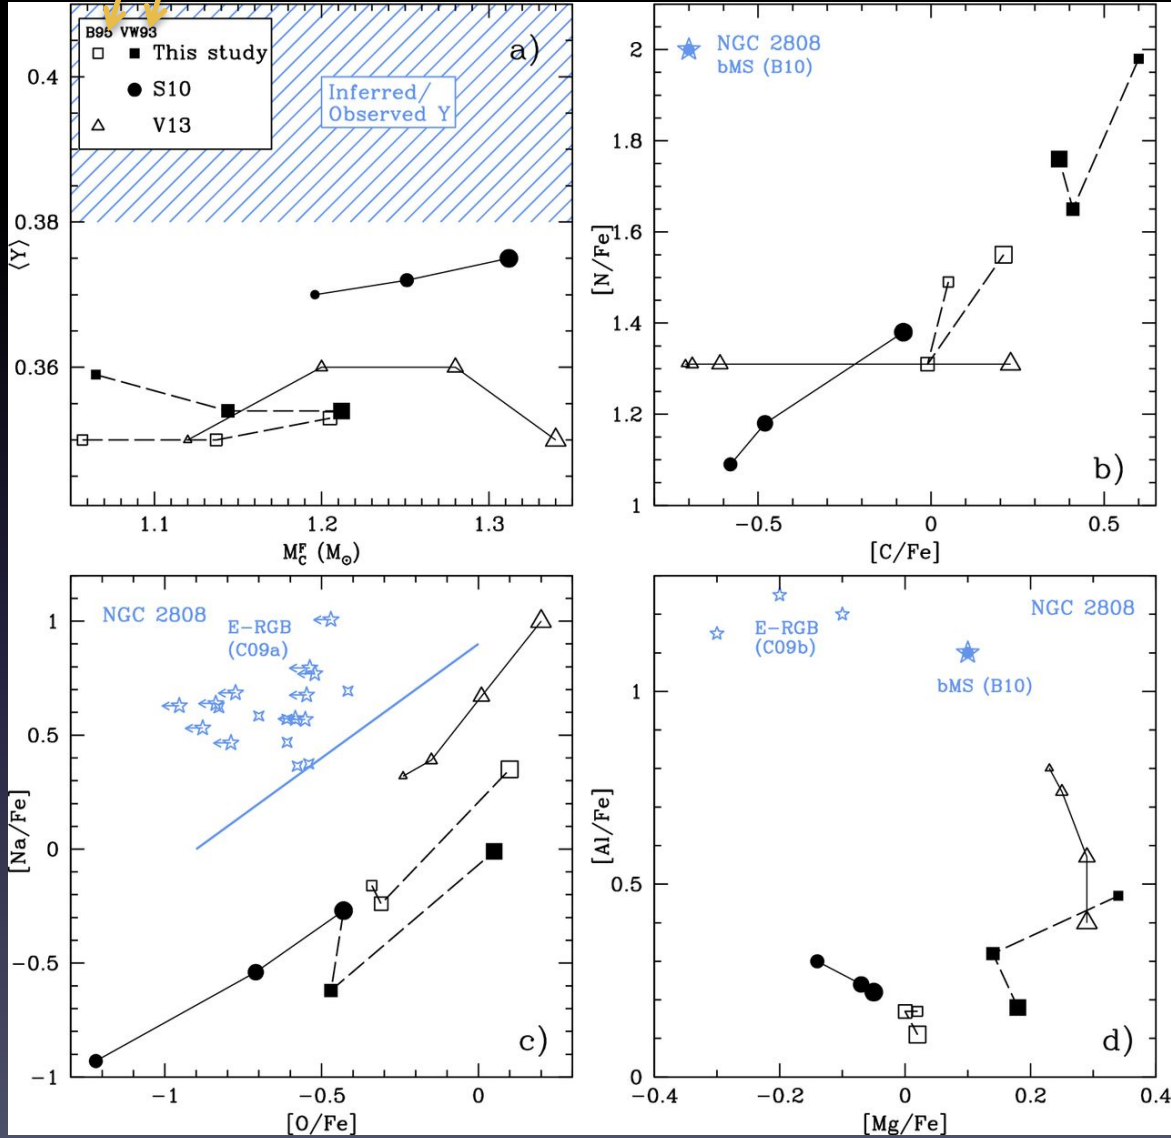 B95 VW93
This study
S10
V13
a)
Inferred/
Observed Y
0.4
0.38
0.36
⟨Y⟩
1.1 1.2 1.3
M_C^F (M_⊙)
NGC 2808
bMS (B10)
2
1.8
1.6
1.4
1.2
1
[N/Fe]
b)
−0.5 0 0.5
[C/Fe]
NGC 2808
E−RGB
(C09a)
1
0.5
0
−0.5
−1
[Na/Fe]
c)
−1 −0.5 0
[O/Fe]
NGC 2808
E−RGB
(C09b)
bMS (B10)
1
0.5
0
[Al/Fe]
d)
−0.4 −0.2 0 0.2 0.4
[Mg/Fe]